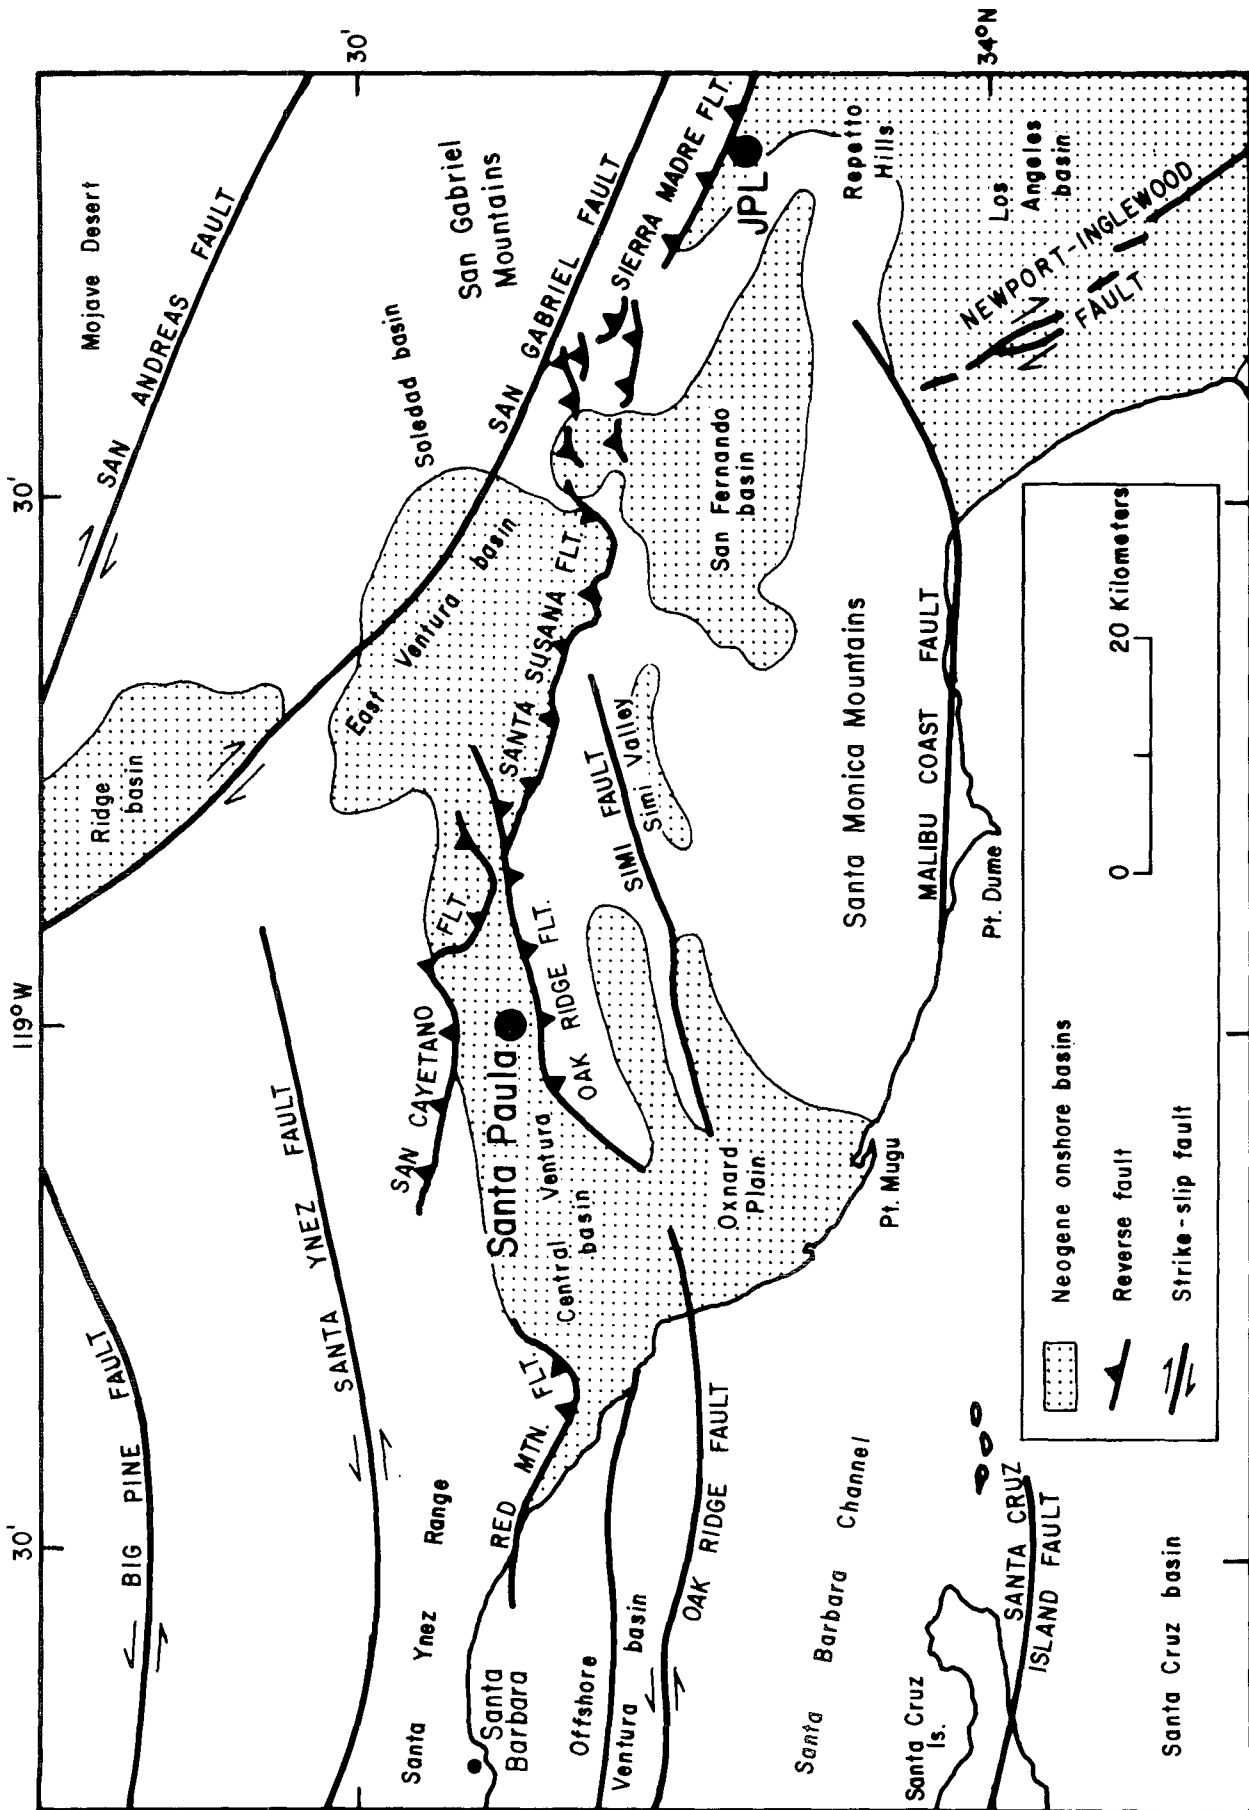 30'
119°W
30'
30'
34°N
Mojave Desert
SAN ANDREAS FAULT
Ridge
basin
BIG PINE FAULT
SANTA YNEZ FAULT
Soledad basin
San Gabriel
Mountains
SAN GABRIEL FAULT
East Ventura basin
Santa Ynez Range
SAN CAYETANO FLT.
SIERRA MADRE FLT.
JPL
SANTA SUSANA FLT.
Santa Paula
OAK RIDGE FLT.
RED MTN. FLT.
Santa
Barbara
Central Ventura
basin
SIMI FAULT
Simi Valley
San Fernando
basin
Repetto
Hills
Offshore
Ventura basin
OAK RIDGE FAULT
Oxnard
Plain
Santa Monica Mountains
Santa Barbara Channel
Pt. Mugu
MALIBU COAST FAULT
Pt. Dume
Los
Angeles
basin
NEWPORT-INGLEWOOD
FAULT
Santa Cruz
Is.
SANTA CRUZ
ISLAND FAULT
Santa Cruz basin
Neogene onshore basins
Reverse fault
Strike-slip fault
0 20 Kilometers